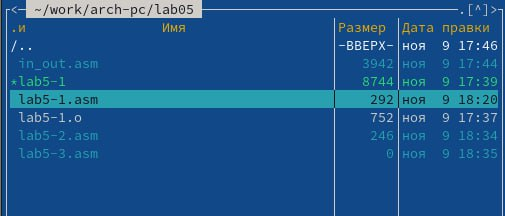 <─ ~/work/arch-pc/lab05 .[^]>
.и Имя Размер Дата правки
/.. -ВВЕРХ- ноя 9 17:46
in_out.asm 3942 ноя 9 17:44
*lab5-1 8744 ноя 9 17:39
lab5-1.asm 292 ноя 9 18:20
lab5-1.o 752 ноя 9 17:37
lab5-2.asm 246 ноя 9 18:34
lab5-3.asm 0 ноя 9 18:35